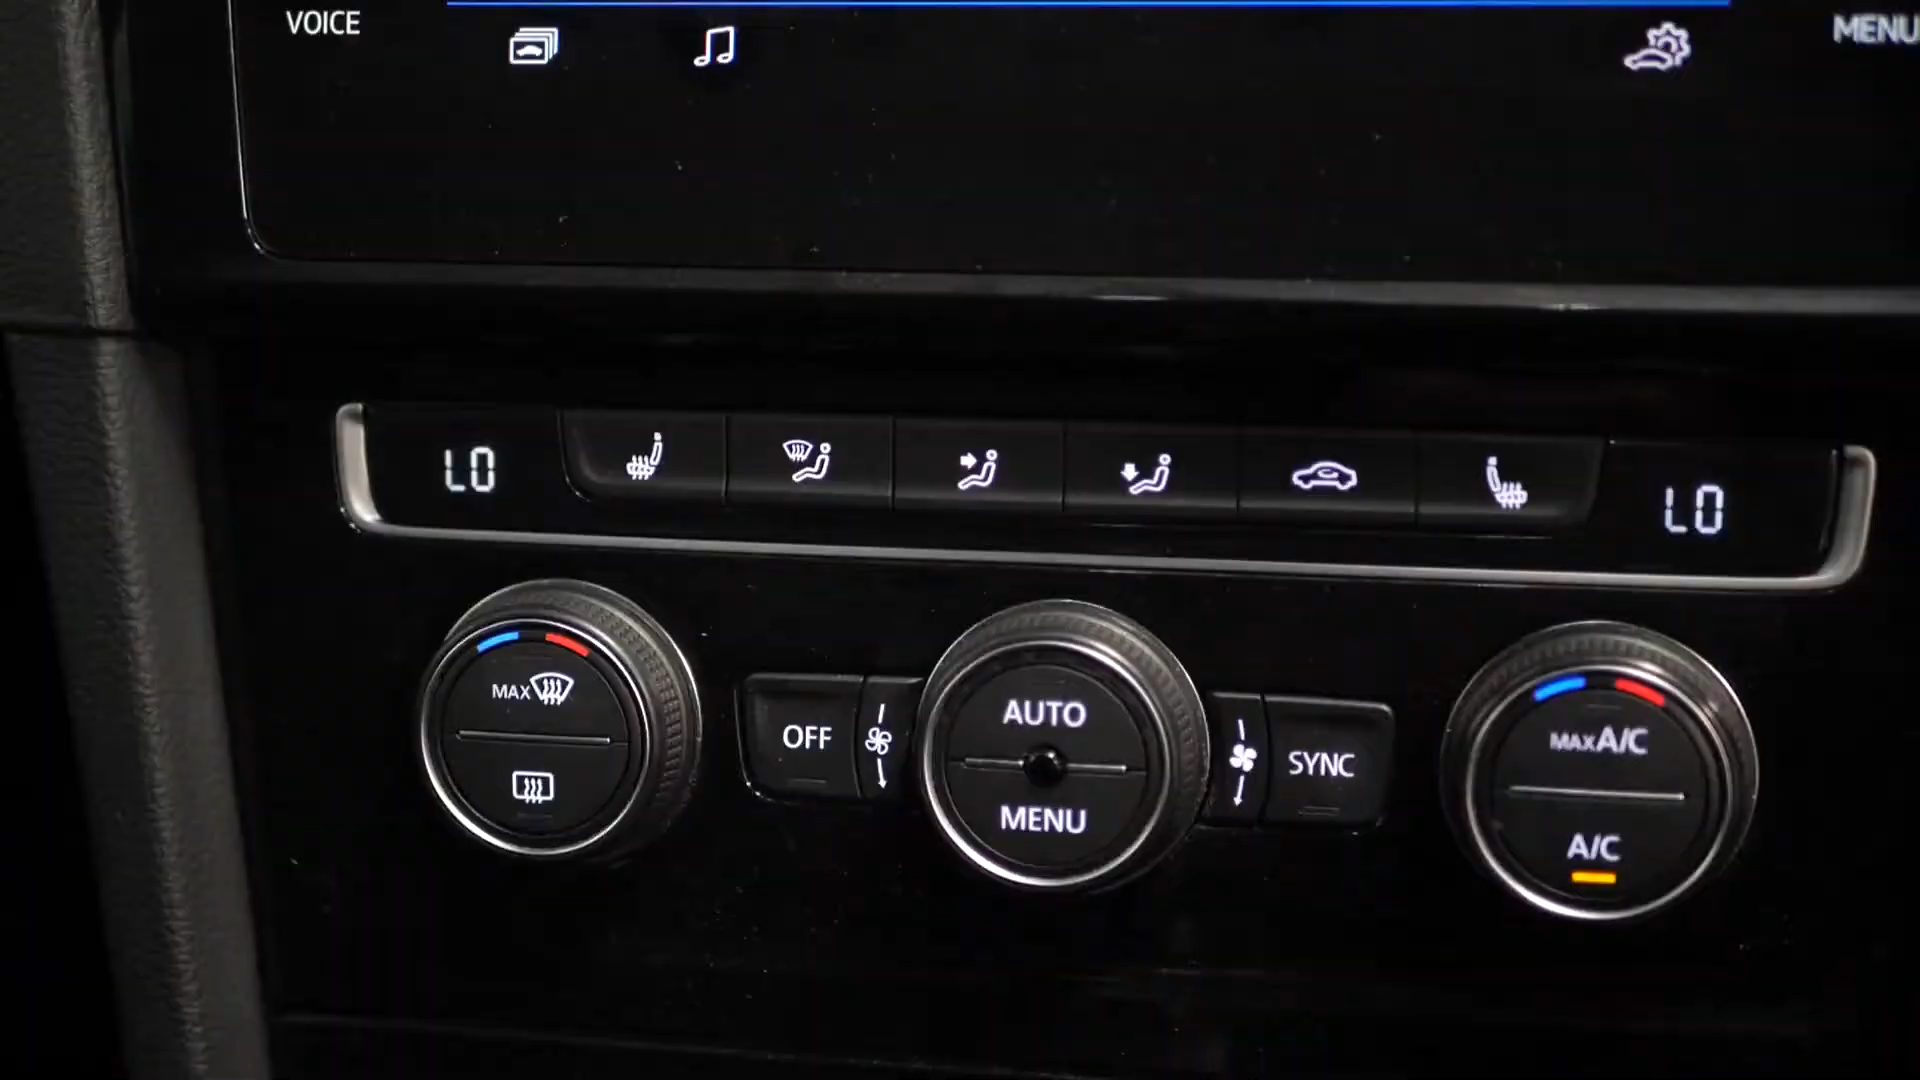 VOICE
MENU
LO
LO
MAX
OFF
AUTO
MENU
SYNC
MAX A/C
A/C